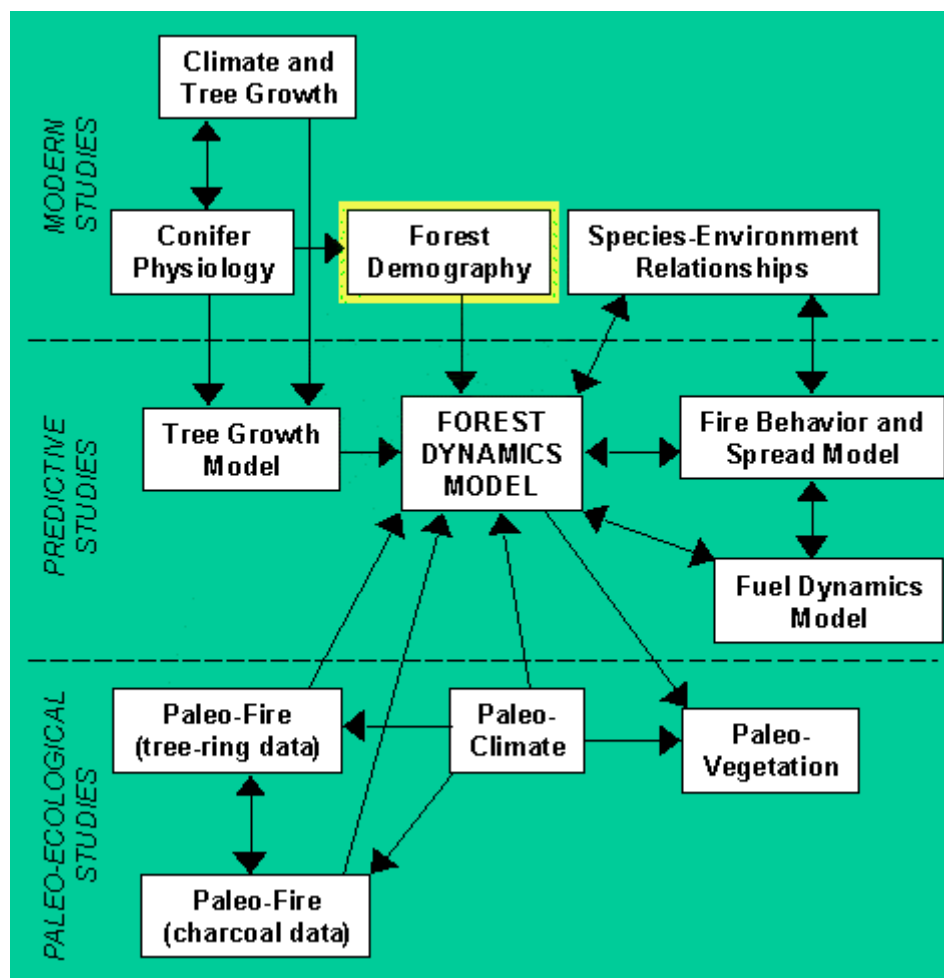 MODERN
STUDIES
Climate and
Tree Growth
Conifer
Physiology
Forest
Demography
Species-Environment
Relationships
PREDICTIVE
STUDIES
Tree Growth
Model
FOREST
DYNAMICS
MODEL
Fire Behavior and
Spread Model
Fuel Dynamics
Model
PALEO-ECOLOGICAL
STUDIES
Paleo-Fire
(tree-ring data)
Paleo-
Climate
Paleo-
Vegetation
Paleo-Fire
(charcoal data)